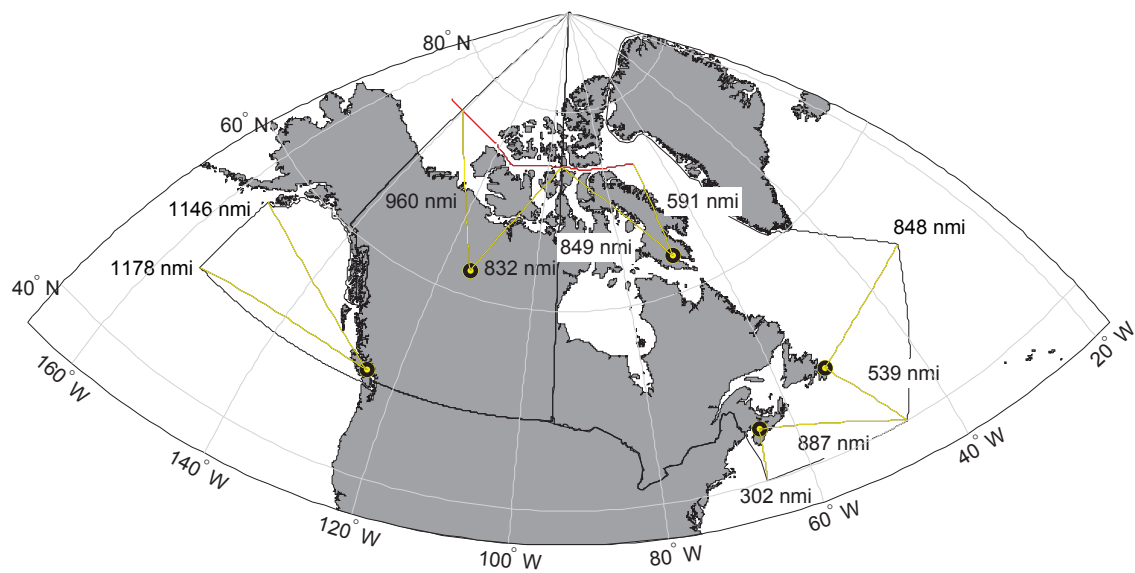 80° N
60° N
40° N
1146 nmi
1178 nmi
960 nmi
832 nmi
849 nmi
591 nmi
848 nmi
539 nmi
887 nmi
302 nmi
160° W
140° W
120° W
100° W
80° W
60° W
40° W
20° W